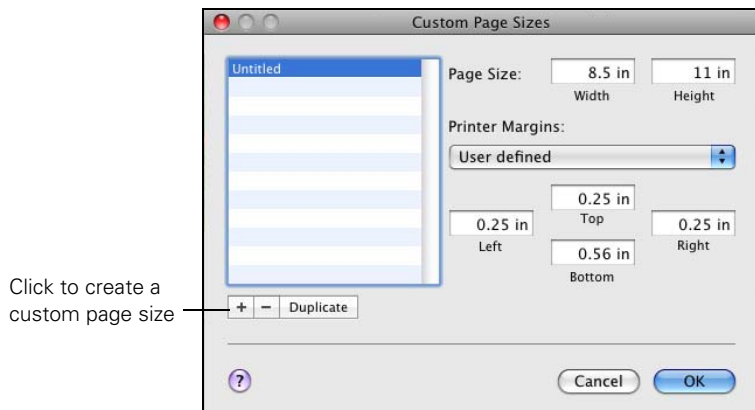 Custom Page Sizes
Untitled
Page Size:
8.5 in
11 in
Width
Height
Printer Margins:
User defined
0.25 in
Top
0.25 in
Left
0.25 in
Right
0.56 in
Bottom
Click to create a
custom page size
+
−
Duplicate
?
Cancel
OK